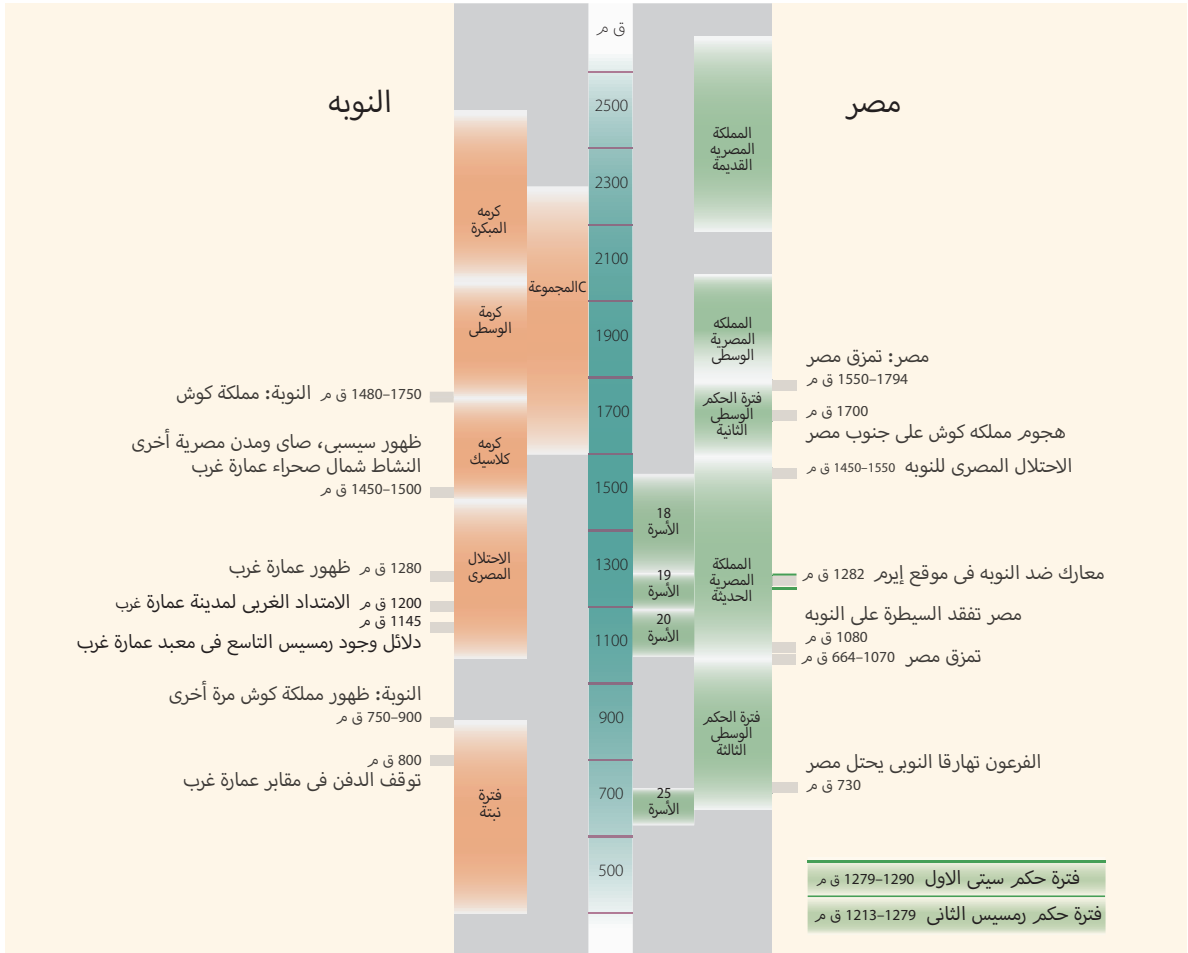 مصر
المملكة
المصريه
القديمة
المملكه
المصرية
الوسطى
فترة الحكم
الوسطى
الثانية
المملكة
المصرية
الحديثة
فترة الحكم
الوسطى
الثالثة
مصر: تمزق مصر
1794–1550 ق م
1700 ق م
هجوم مملكه كوش على جنوب مصر
الاحتلال المصرى للنوبه 1550–1450 ق م
معارك ضد النوبه فى موقع إيرم 1282 ق م
مصر تفقد السيطرة على النوبه
1080 ق م
تمزق مصر 1070–664 ق م
الفرعون تهارقا النوبى يحتل مصر
730 ق م
فترة حكم سيتى الاول 1290–1279 ق م
فترة حكم رمسيس الثانى 1279–1213 ق م
18
الأسرة
19
الأسرة
20
الأسرة
25
الأسرة
ق م
2500
2300
2100
1900
1700
1500
1300
1100
900
700
500
النوبه
المجموعةC
كرمه
المبكرة
كرمة
الوسطى
كرمه
كلاسيك
الاحتلال
المصرى
فترة
نبتة
1750–1480 ق م النوبة: مملكة كوش
ظهور سيسبى، صاى ومدن مصرية أخرى
النشاط شمال صحراء عمارة غرب
1500–1450 ق م
1280 ق م ظهور عمارة غرب
1200 ق م الامتداد الغربى لمدينة عمارة غرب
1145 ق م
دلائل وجود رمسيس التاسع فى معبد عمارة غرب
النوبة: ظهور مملكة كوش مرة أخرى
900–750 ق م
800 ق م
توقف الدفن فى مقابر عمارة غرب